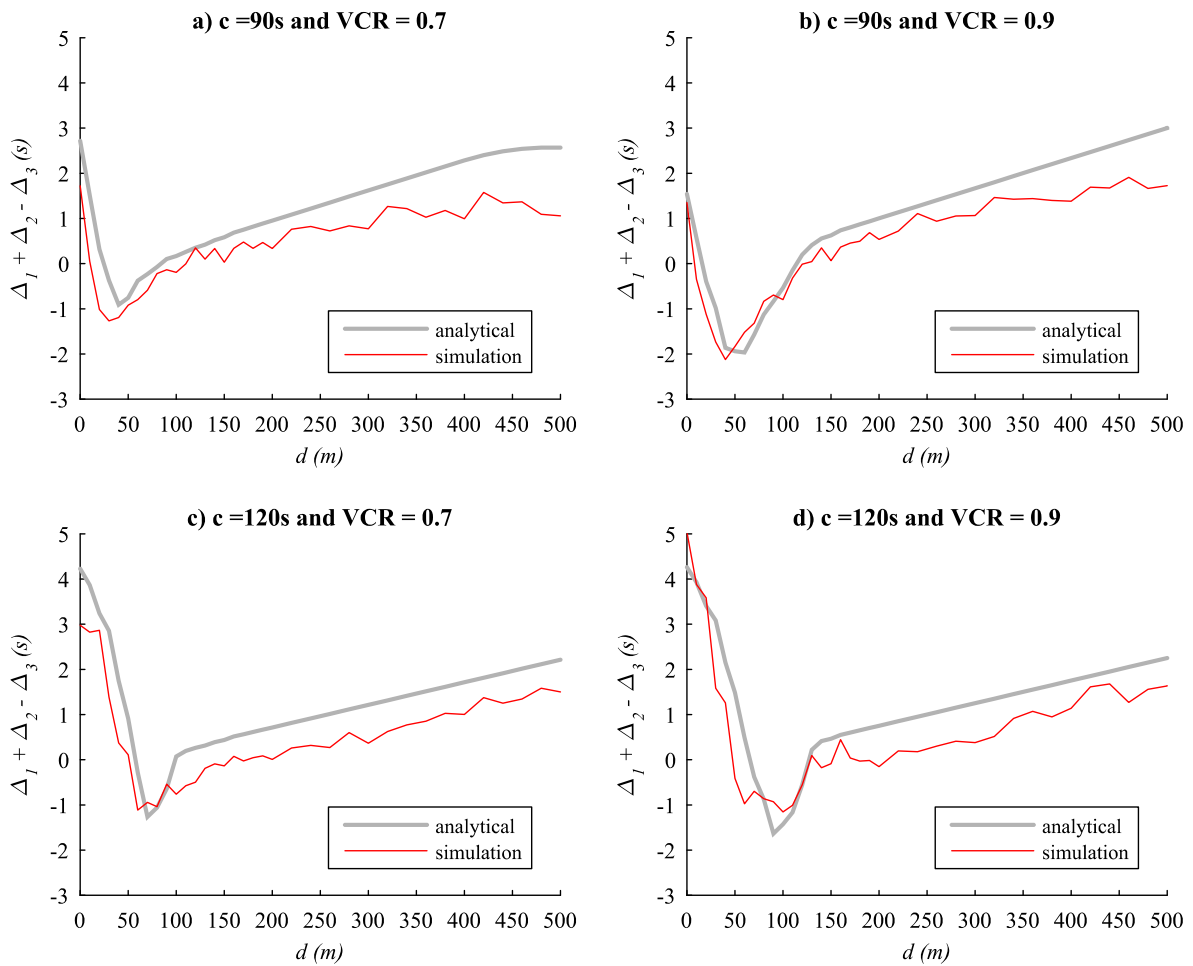 a) c =90s and VCR = 0.7
Δ1 + Δ2 - Δ3 (s)
5
4
3
2
1
0
-1
-2
-3
analytical
simulation
0 50 100 150 200 250 300 350 400 450 500
d (m)
b) c =90s and VCR = 0.9
Δ1 + Δ2 - Δ3 (s)
5
4
3
2
1
0
-1
-2
-3
analytical
simulation
0 50 100 150 200 250 300 350 400 450 500
d (m)
c) c =120s and VCR = 0.7
Δ1 + Δ2 - Δ3 (s)
5
4
3
2
1
0
-1
-2
-3
analytical
simulation
0 50 100 150 200 250 300 350 400 450 500
d (m)
d) c =120s and VCR = 0.9
Δ1 + Δ2 - Δ3 (s)
5
4
3
2
1
0
-1
-2
-3
analytical
simulation
0 50 100 150 200 250 300 350 400 450 500
d (m)